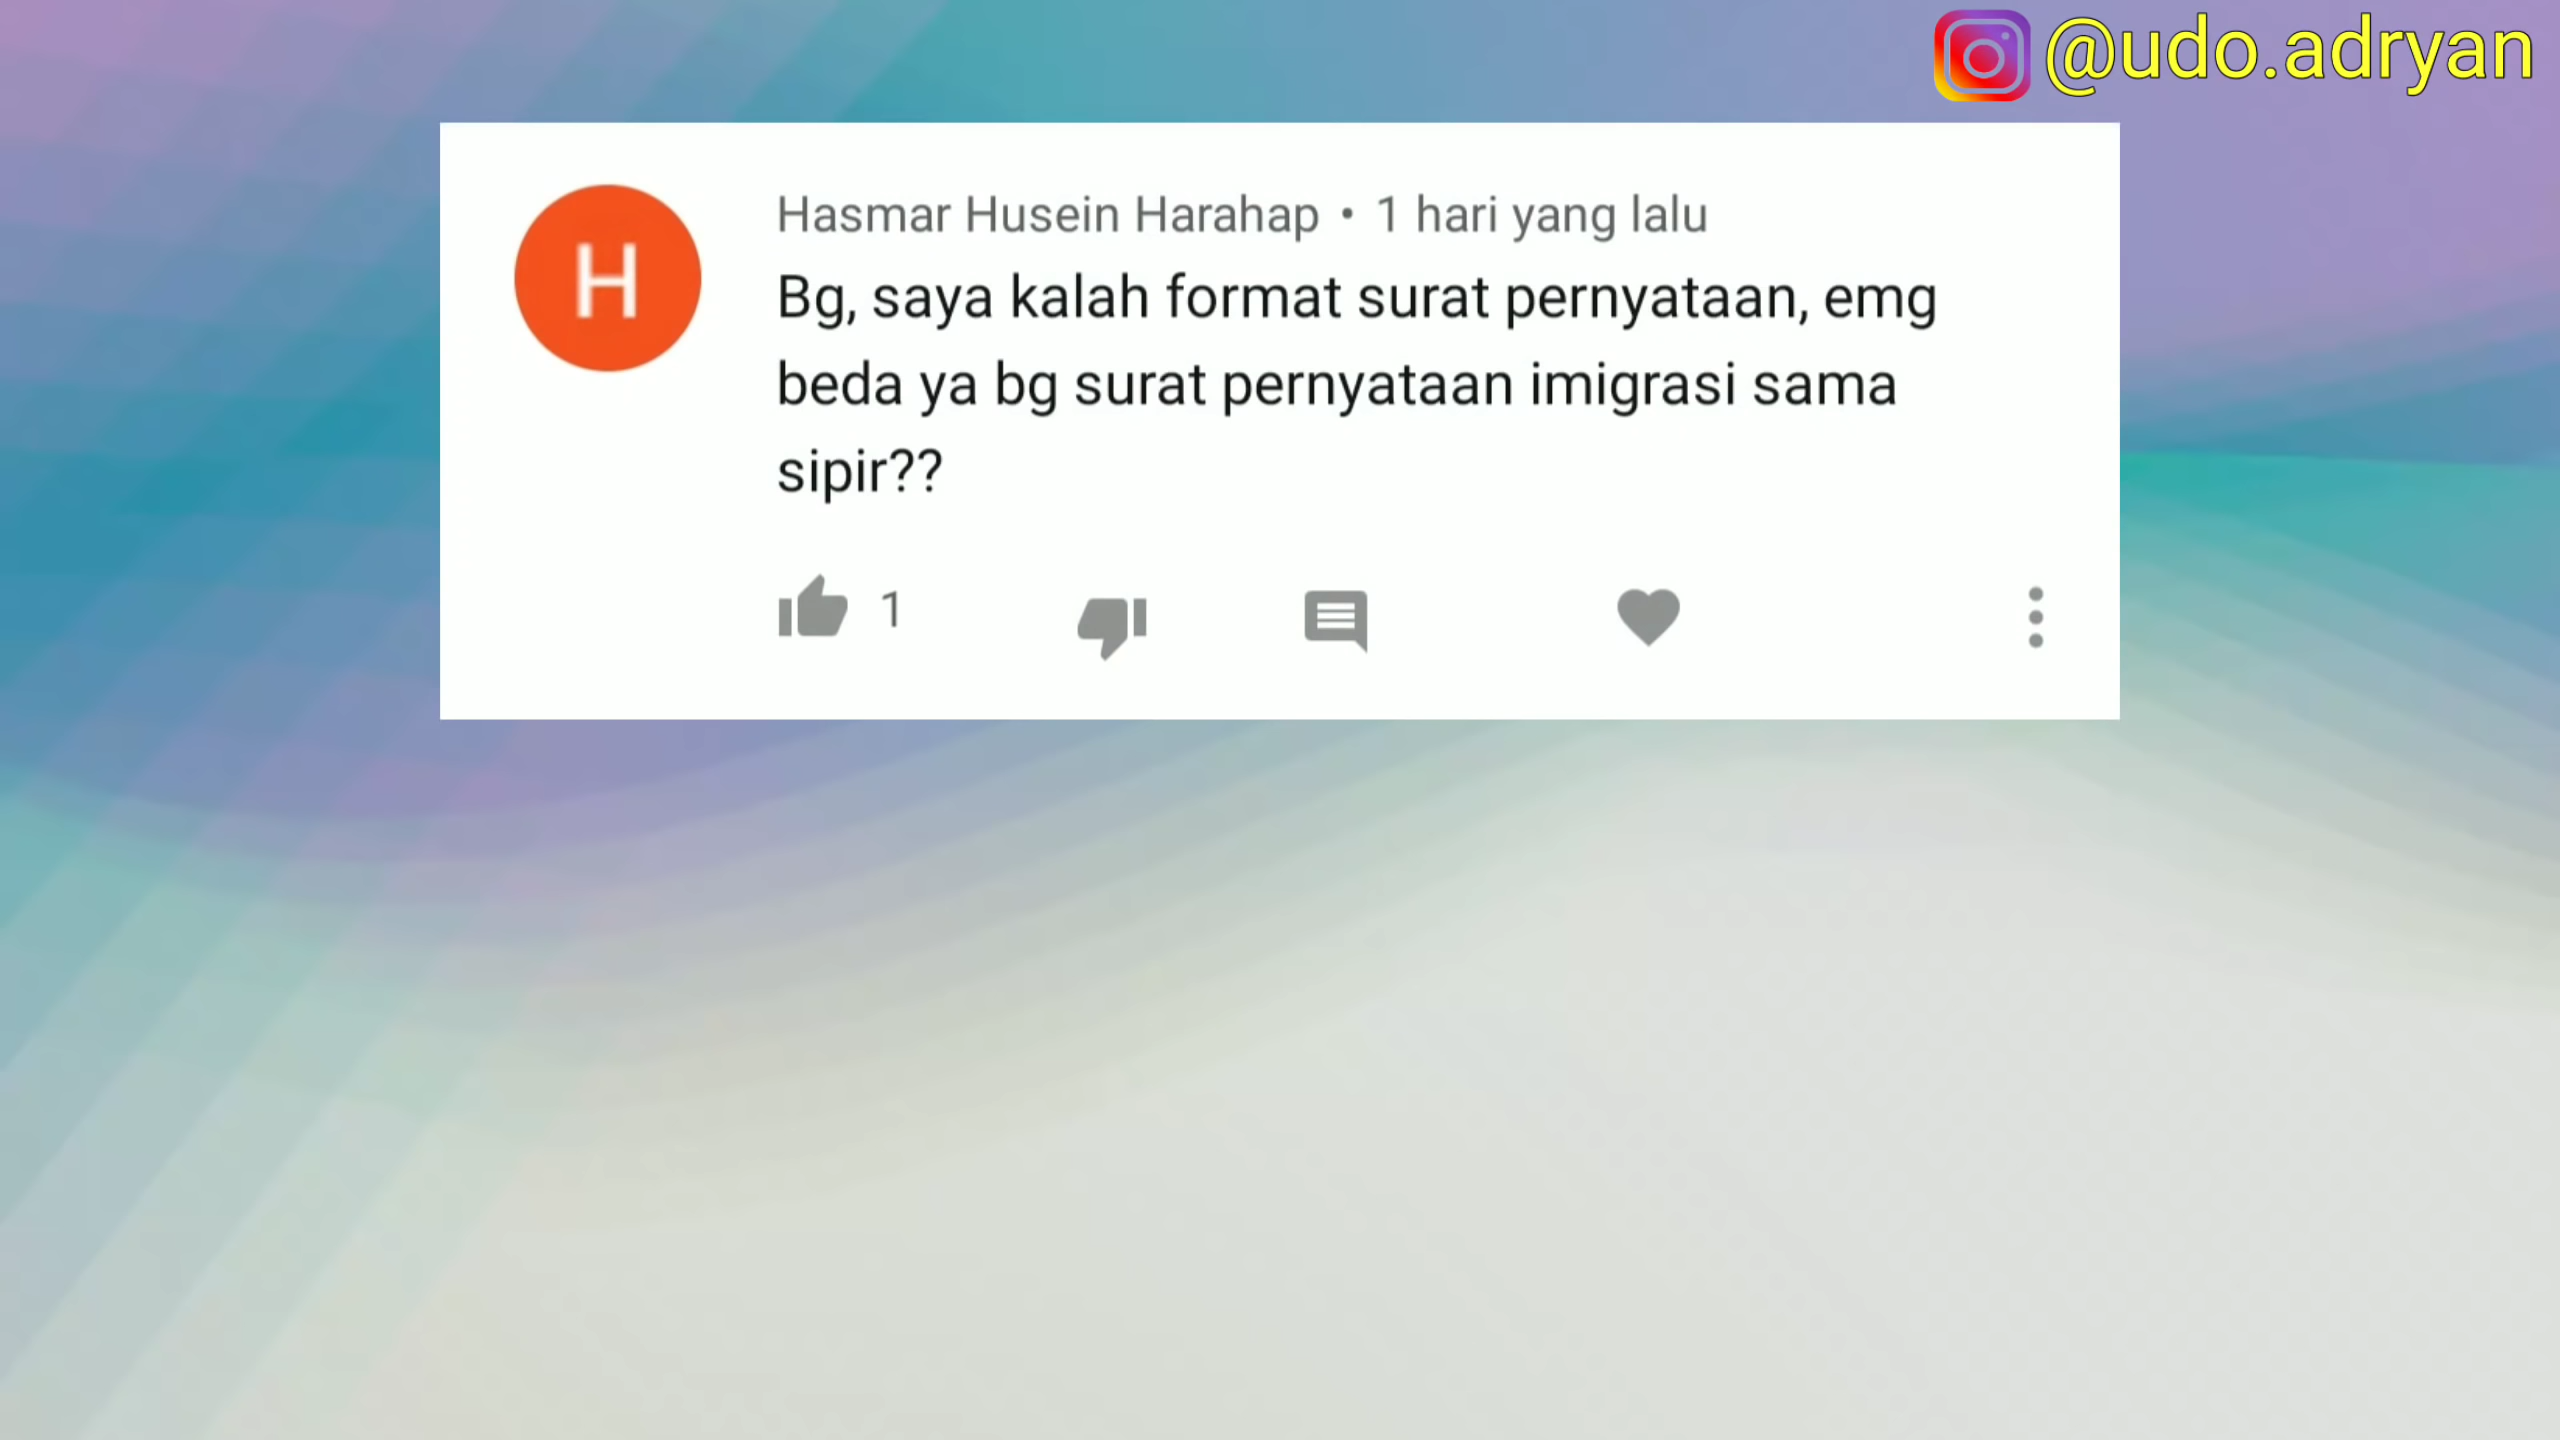 @udo.adryan
H
Hasmar Husein Harahap • 1 hari yang lalu
Bg, saya kalah format surat pernyataan, emg
beda ya bg surat pernyataan imigrasi sama
sipir??
1